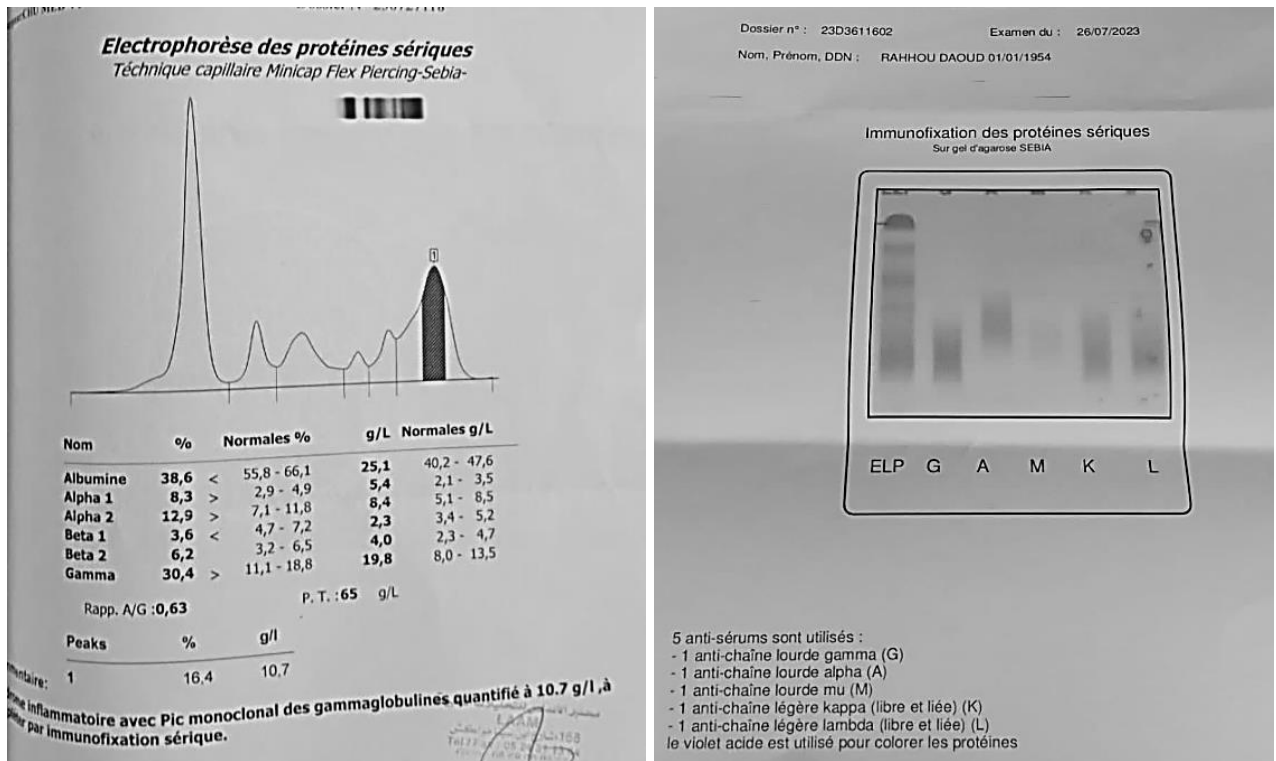 Electrophorèse des protéines sériques
Téchnique capillaire Minicap Flex Piercing-Sebia-
1
Nom % Normales % g/L Normales g/L
Albumine 38,6 < 55,8 - 66,1 25,1 40,2 - 47,6
Alpha 1 8,3 > 2,9 - 4,9 5,4 2,1 - 3,5
Alpha 2 12,9 > 7,1 - 11,8 8,4 5,1 - 8,5
Beta 1 3,6 < 4,7 - 7,2 2,3 3,4 - 5,2
Beta 2 6,2 3,2 - 6,5 4,0 2,3 - 4,7
Gamma 30,4 > 11,1 - 18,8 19,8 8,0 - 13,5
Rapp. A/G :0,63 P. T. :65 g/L
Peaks % g/l
1 16,4 10,7
inflammatoire avec Pic monoclonal des gammaglobulines quantifié à 10.7 g/l ,à
par immunofixation sérique.
Dossier n° : 23D3611602 Examen du : 26/07/2023
Nom, Prénom, DDN : RAHHOU DAOUD 01/01/1954
Immunofixation des protéines sériques
Sur gel d'agarose SEBIA
ELP G A M K L
5 anti-sérums sont utilisés :
- 1 anti-chaîne lourde gamma (G)
- 1 anti-chaîne lourde alpha (A)
- 1 anti-chaîne lourde mu (M)
- 1 anti-chaîne légère kappa (libre et liée) (K)
- 1 anti-chaîne légère lambda (libre et liée) (L)
le violet acide est utilisé pour colorer les protéines